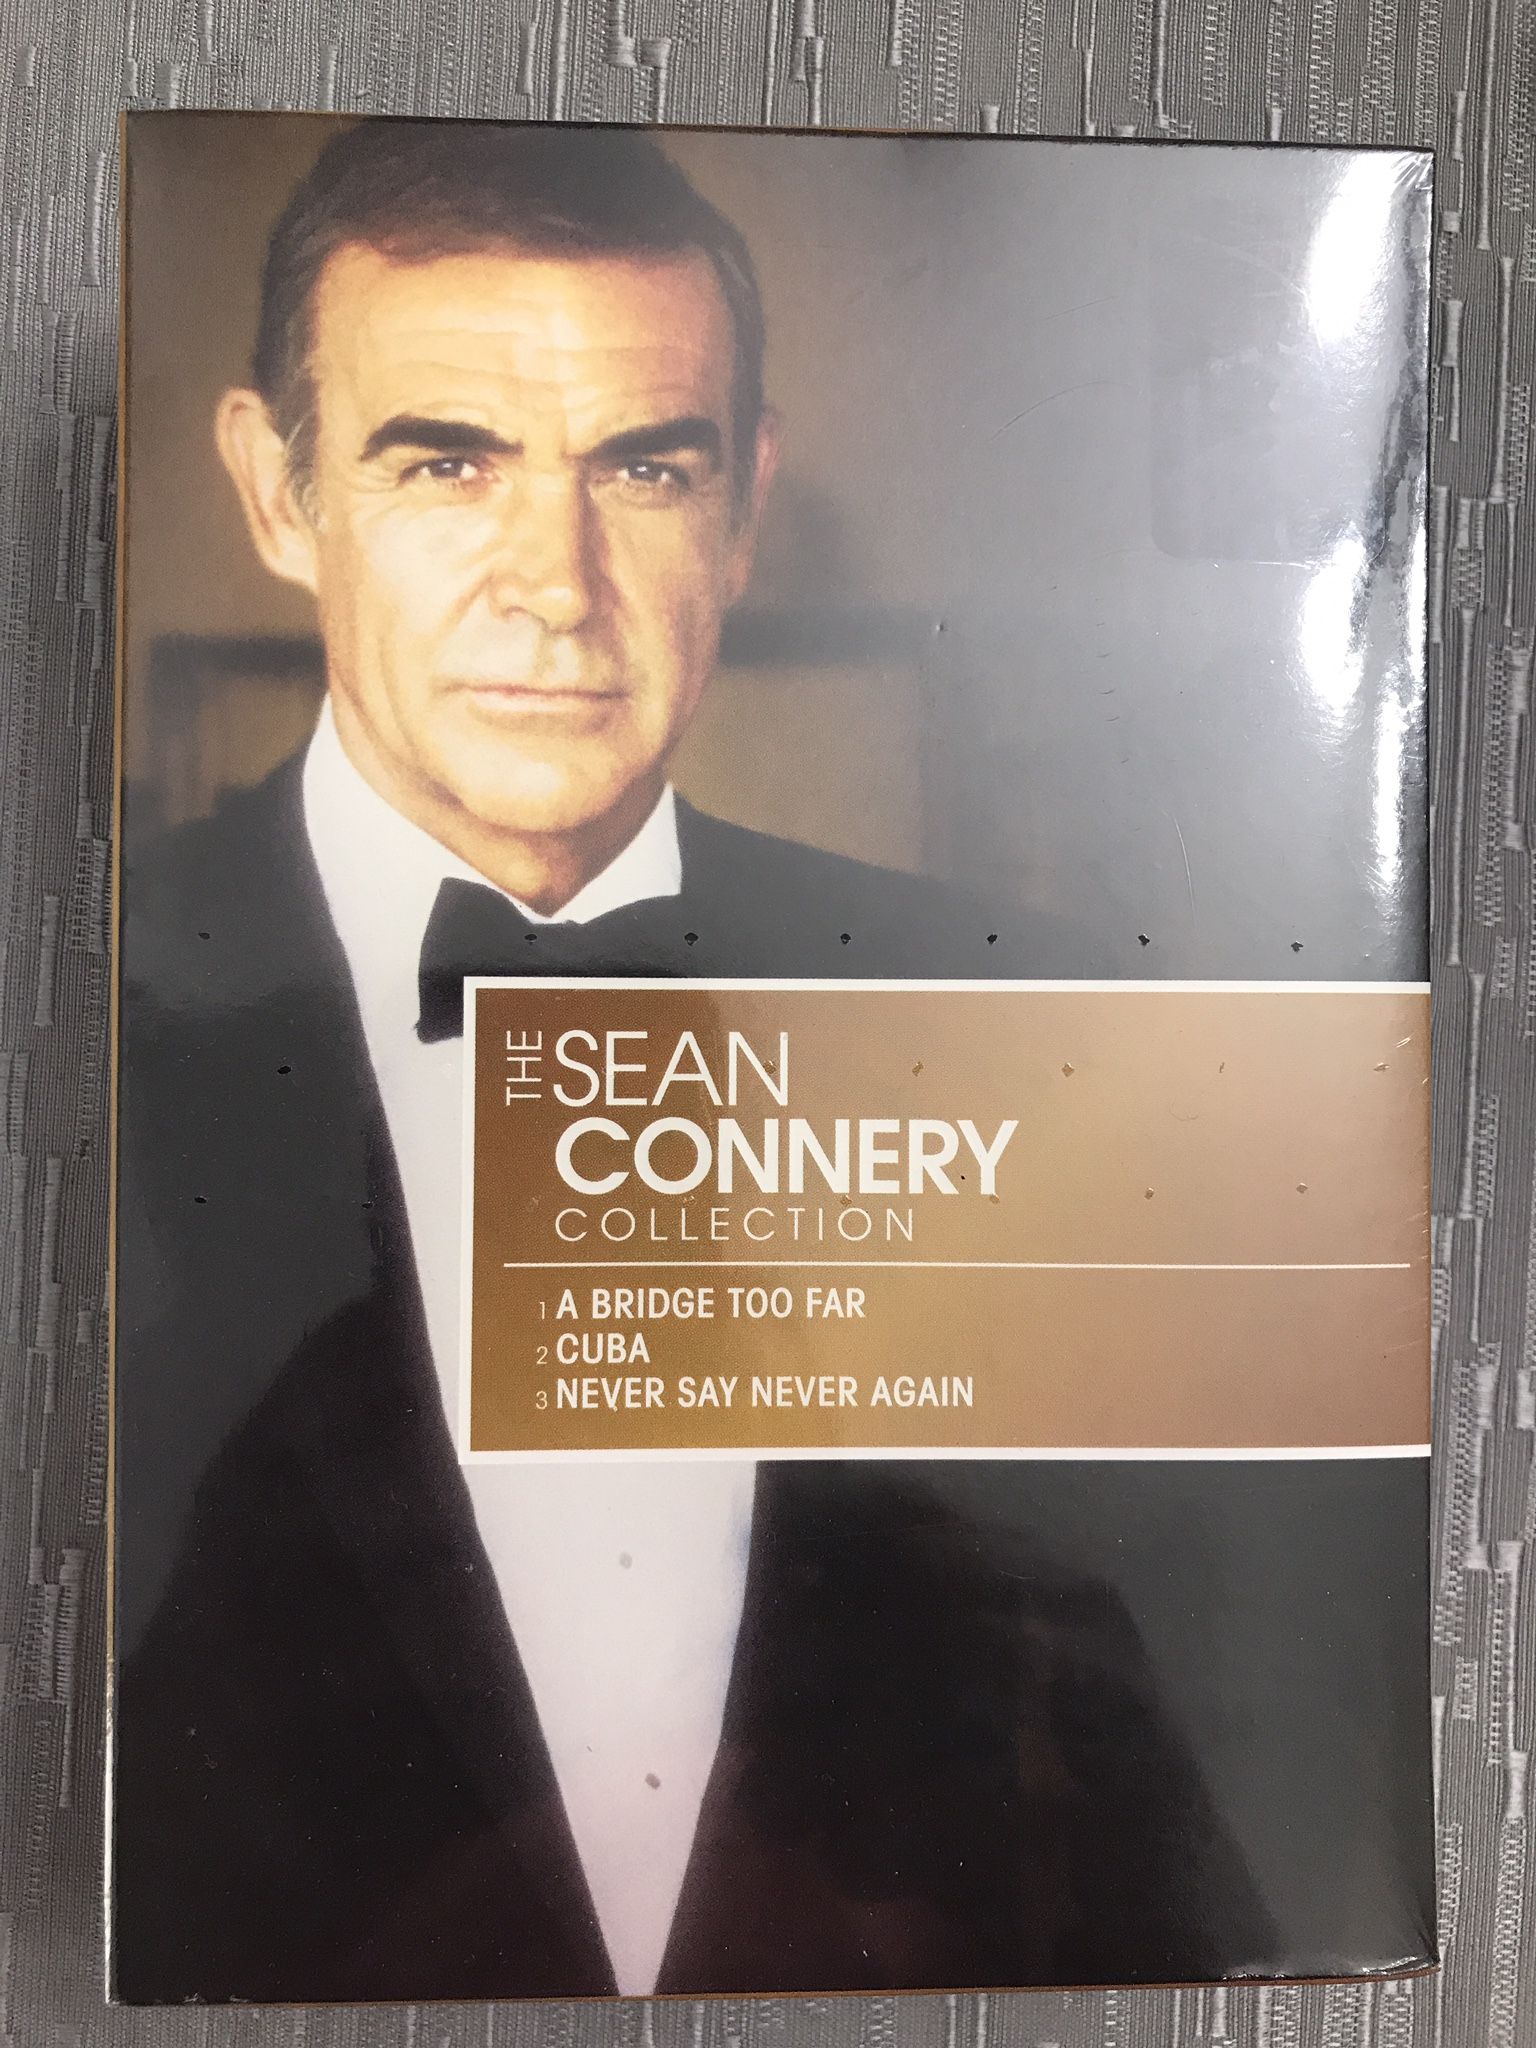 THE SEAN
CONNERY
COLLECTION
1 A BRIDGE TOO FAR
2 CUBA
3 NEVER SAY NEVER AGAIN